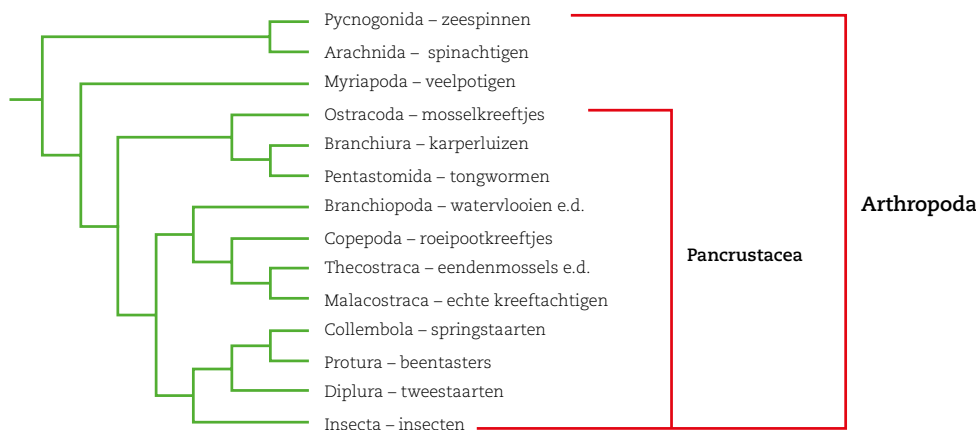 Pycnogonida – zeespinnen
Arachnida – spinachtigen
Myriapoda – veelpotigen
Ostracoda – mosselkreeftjes
Branchiura – karperluizen
Pentastomida – tongwormen
Branchiopoda – watervlooien e.d.
Copepoda – roeipootkreeftjes
Thecostraca – eendenmossels e.d.
Malacostraca – echte kreeftachtigen
Collembola – springstaarten
Protura – beentasters
Diplura – tweestaarten
Insecta – insecten
Pancrustacea
Arthropoda